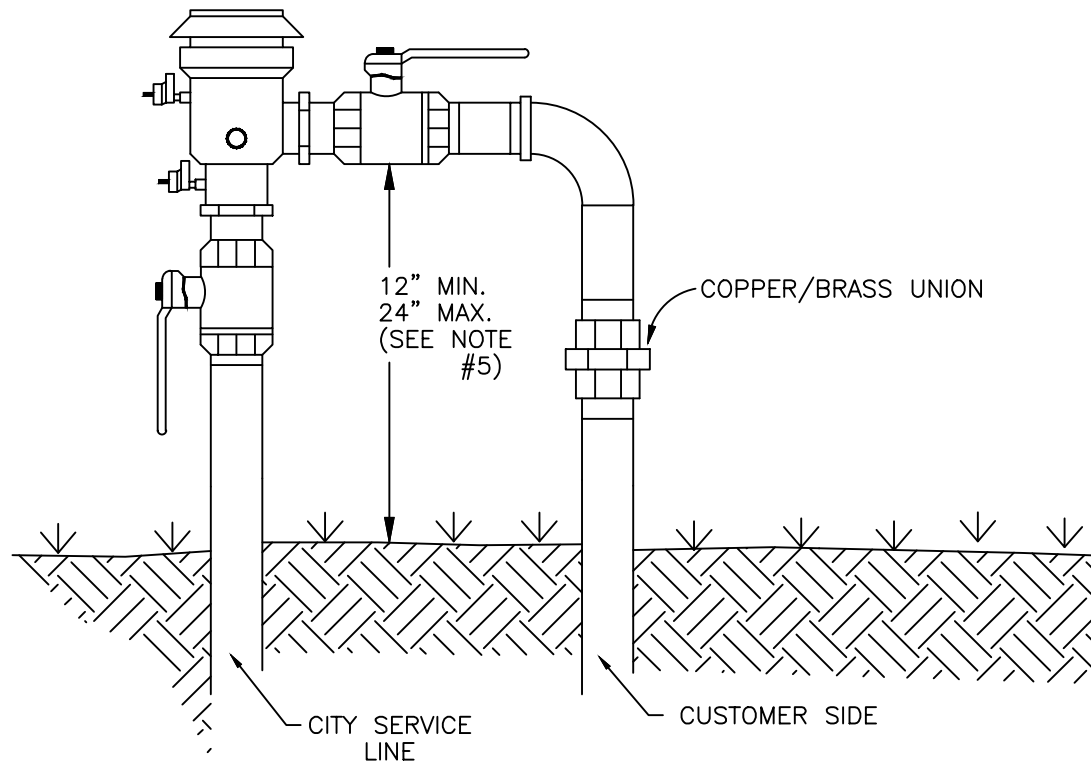 12” MIN.
24” MAX.
(SEE NOTE
#5)
COPPER/BRASS UNION
CITY SERVICE
LINE
CUSTOMER SIDE